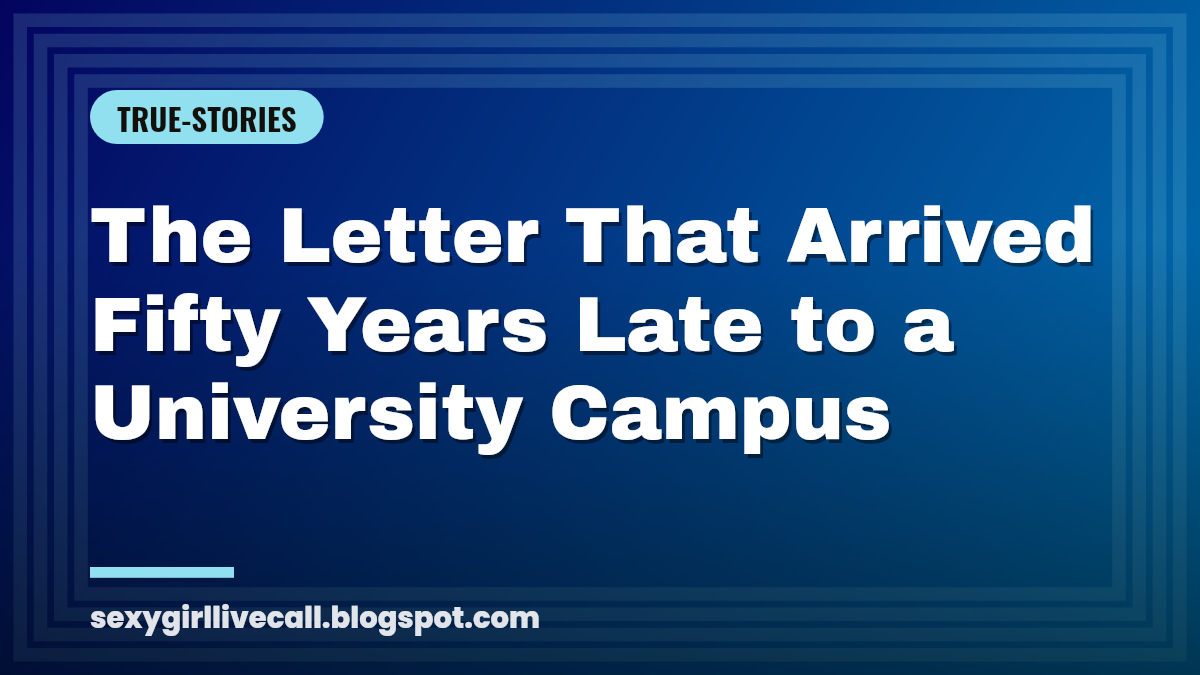 TRUE-STORIES
The Letter That Arrived
Fifty Years Late to a
University Campus
sexygirllivecall.blogspot.com